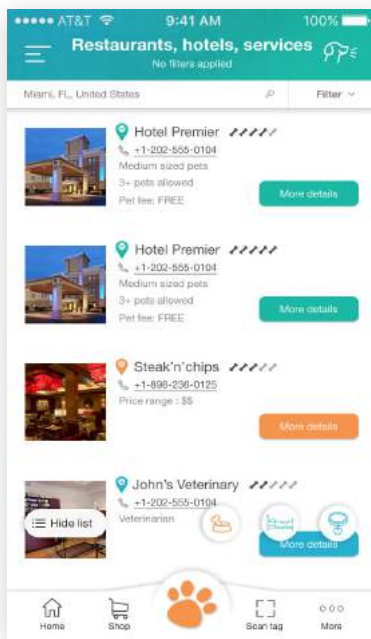 AT&T 9:41 AM 100%
Restaurants, hotels, services
No filters applied
Miami, FL, United States Filter
Hotel Premier
+1-202-555-0104
Medium sized pets
3+ pets allowed
Pet fee: FREE
More details
Hotel Premier
+1-202-555-0104
Medium sized pets
3+ pets allowed
Pet fee: FREE
More details
Steak'n'chips
+1-898-236-0125
Price range : $$
More details
John's Veterinary
+1-202-555-0104
Veterinarian
Hide list
More details
Home Shop Scan tag More